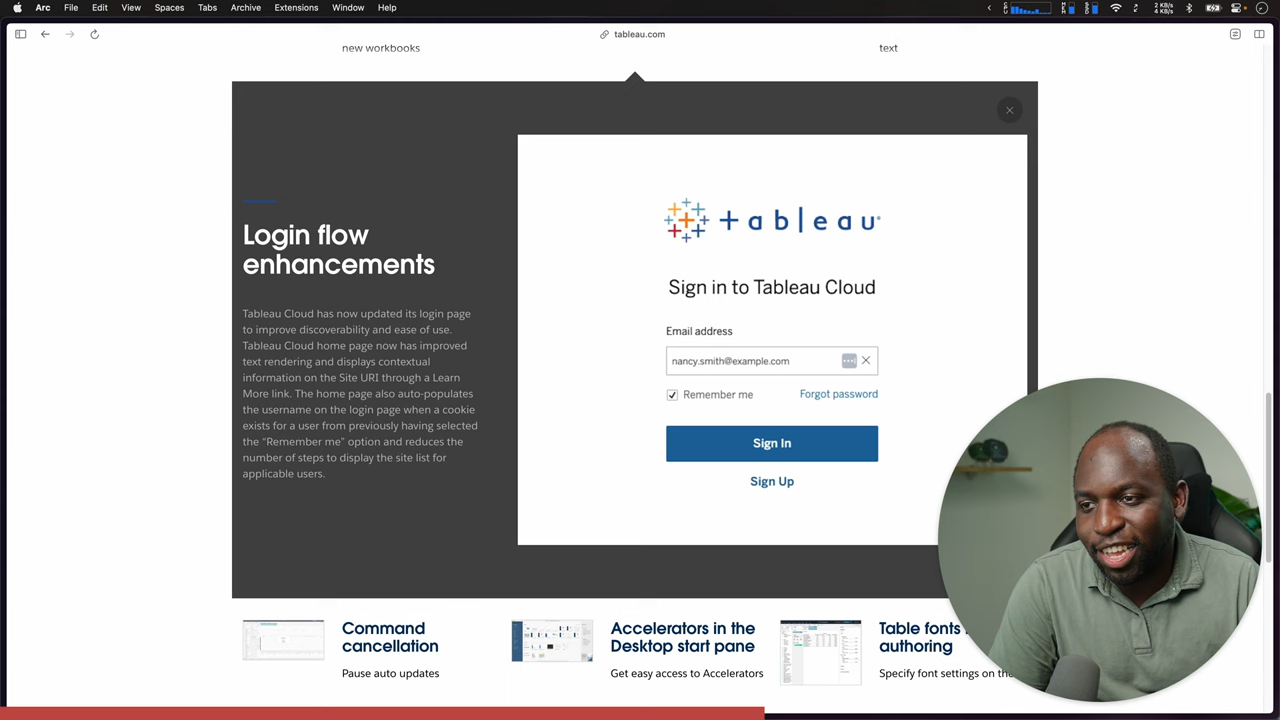 Arc File Edit View Spaces Tabs Archive Extensions Window Help
2 KB/s
4 KB/s
tableau.com
new workbooks
text
Login flow
enhancements
Tableau Cloud has now updated its login page
to improve discoverability and ease of use.
Tableau Cloud home page now has improved
text rendering and displays contextual
information on the Site URI through a Learn
More link. The home page also auto-populates
the username on the login page when a cookie
exists for a user from previously having selected
the “Remember me” option and reduces the
number of steps to display the site list for
applicable users.
+ a b l e a u
Sign in to Tableau Cloud
Email address
nancy.smith@example.com
Remember me Forgot password
Sign In
Sign Up
Command
cancellation
Pause auto updates
Accelerators in the
Desktop start pane
Get easy access to Accelerators
Table fonts
authoring
Specify font settings on the